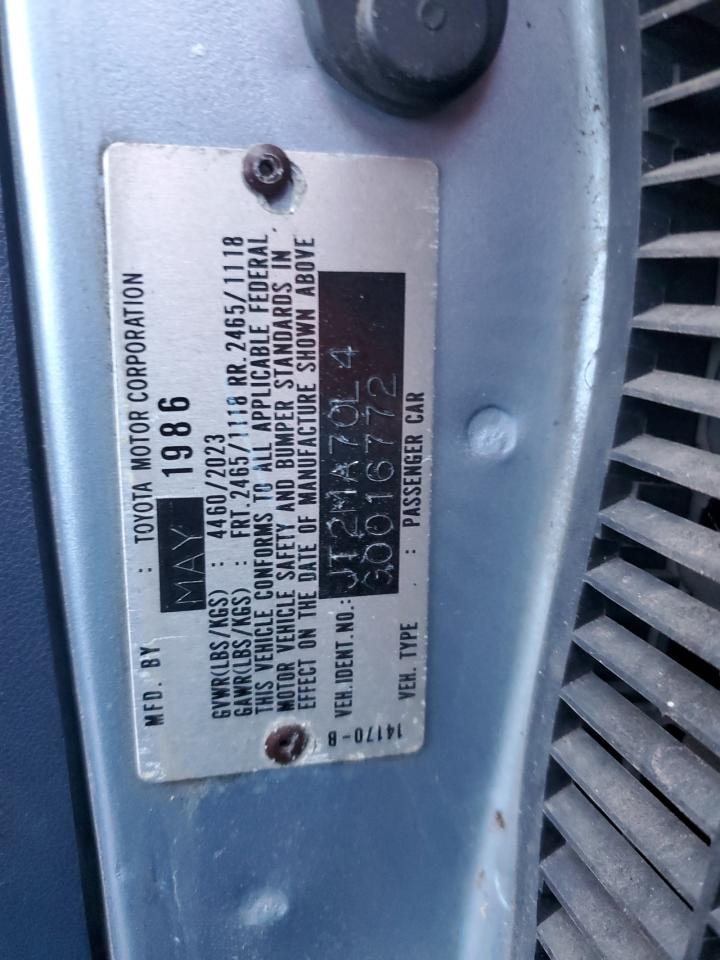 MFD. BY : TOYOTA MOTOR CORPORATION
MAY 1986
GVWR(LBS/KGS) : 4460/2023
GAWR(LBS/KGS) : FRT.2465/1118 RR.2465/1118
THIS VEHICLE CONFORMS TO ALL APPLICABLE FEDERAL
MOTOR VEHICLE SAFETY AND BUMPER STANDARDS IN
EFFECT ON THE DATE OF MANUFACTURE SHOWN ABOVE
VEH.IDENT.NO.: JT2MA70L4
G0016772
VEH. TYPE : PASSENGER CAR
14170-B